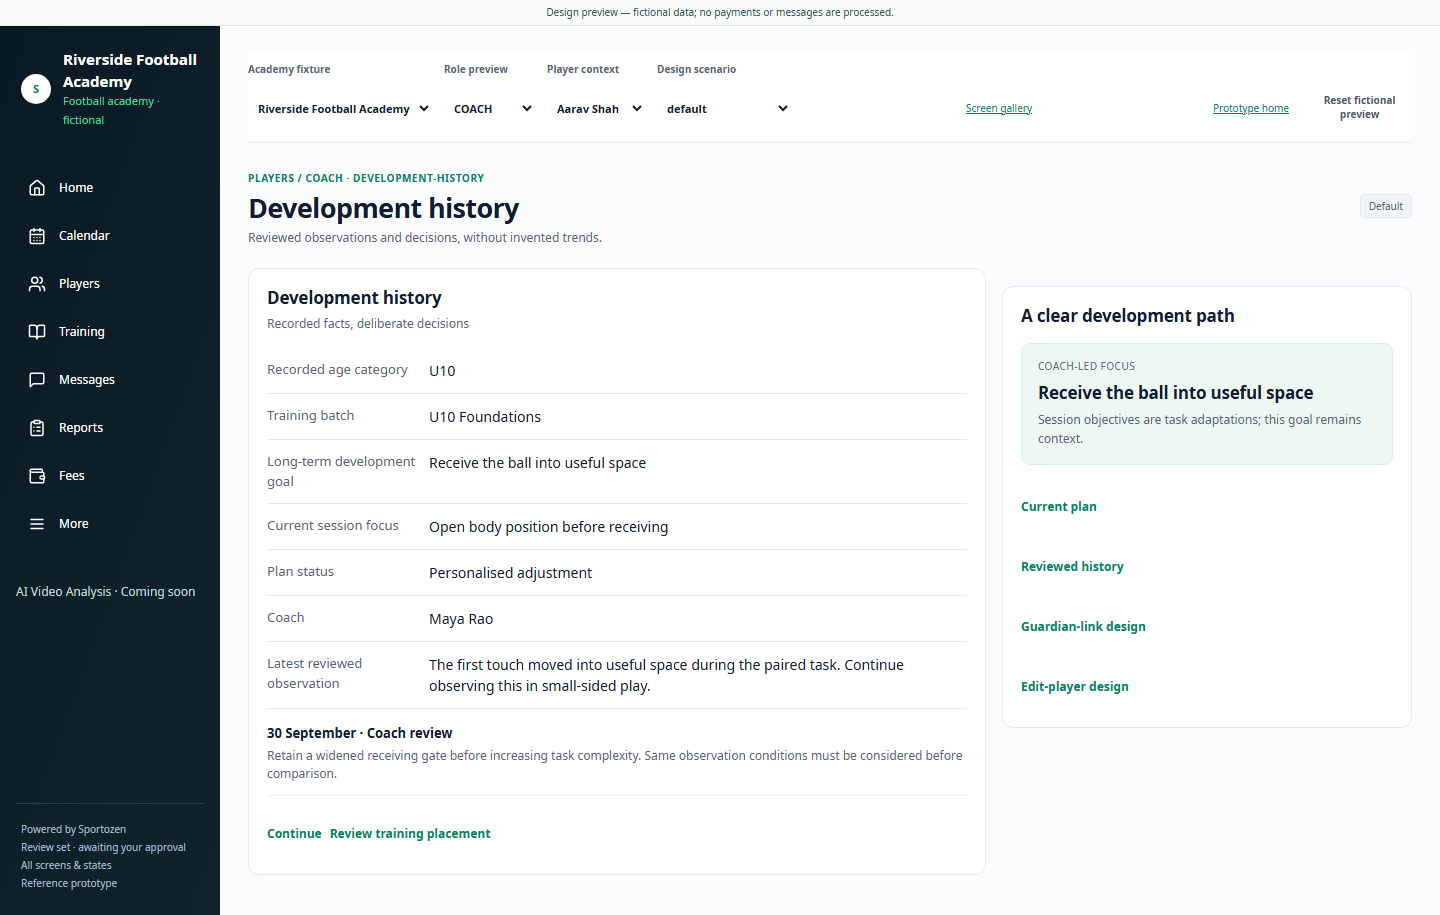 Design preview — fictional data; no payments or messages are processed.
S
Riverside Football
Academy
Football academy ·
fictional
Home
Calendar
Players
Training
Messages
Reports
Fees
More
AI Video Analysis · Coming soon
Powered by Sportozen
Review set · awaiting your approval
All screens & states
Reference prototype
Academy fixture
Role preview
Player context
Design scenario
Riverside Football Academy
COACH
Aarav Shah
default
Screen gallery
Prototype home
Reset fictional
preview
PLAYERS / COACH · DEVELOPMENT-HISTORY
Development history
Default
Reviewed observations and decisions, without invented trends.
Development history
Recorded facts, deliberate decisions
Recorded age category
U10
Training batch
U10 Foundations
Long-term development
goal
Receive the ball into useful space
Current session focus
Open body position before receiving
Plan status
Personalised adjustment
Coach
Maya Rao
Latest reviewed
observation
The first touch moved into useful space during the paired task. Continue
observing this in small-sided play.
30 September · Coach review
Retain a widened receiving gate before increasing task complexity. Same observation conditions must be considered before
comparison.
Continue
Review training placement
A clear development path
COACH-LED FOCUS
Receive the ball into useful space
Session objectives are task adaptations; this goal remains
context.
Current plan
Reviewed history
Guardian-link design
Edit-player design